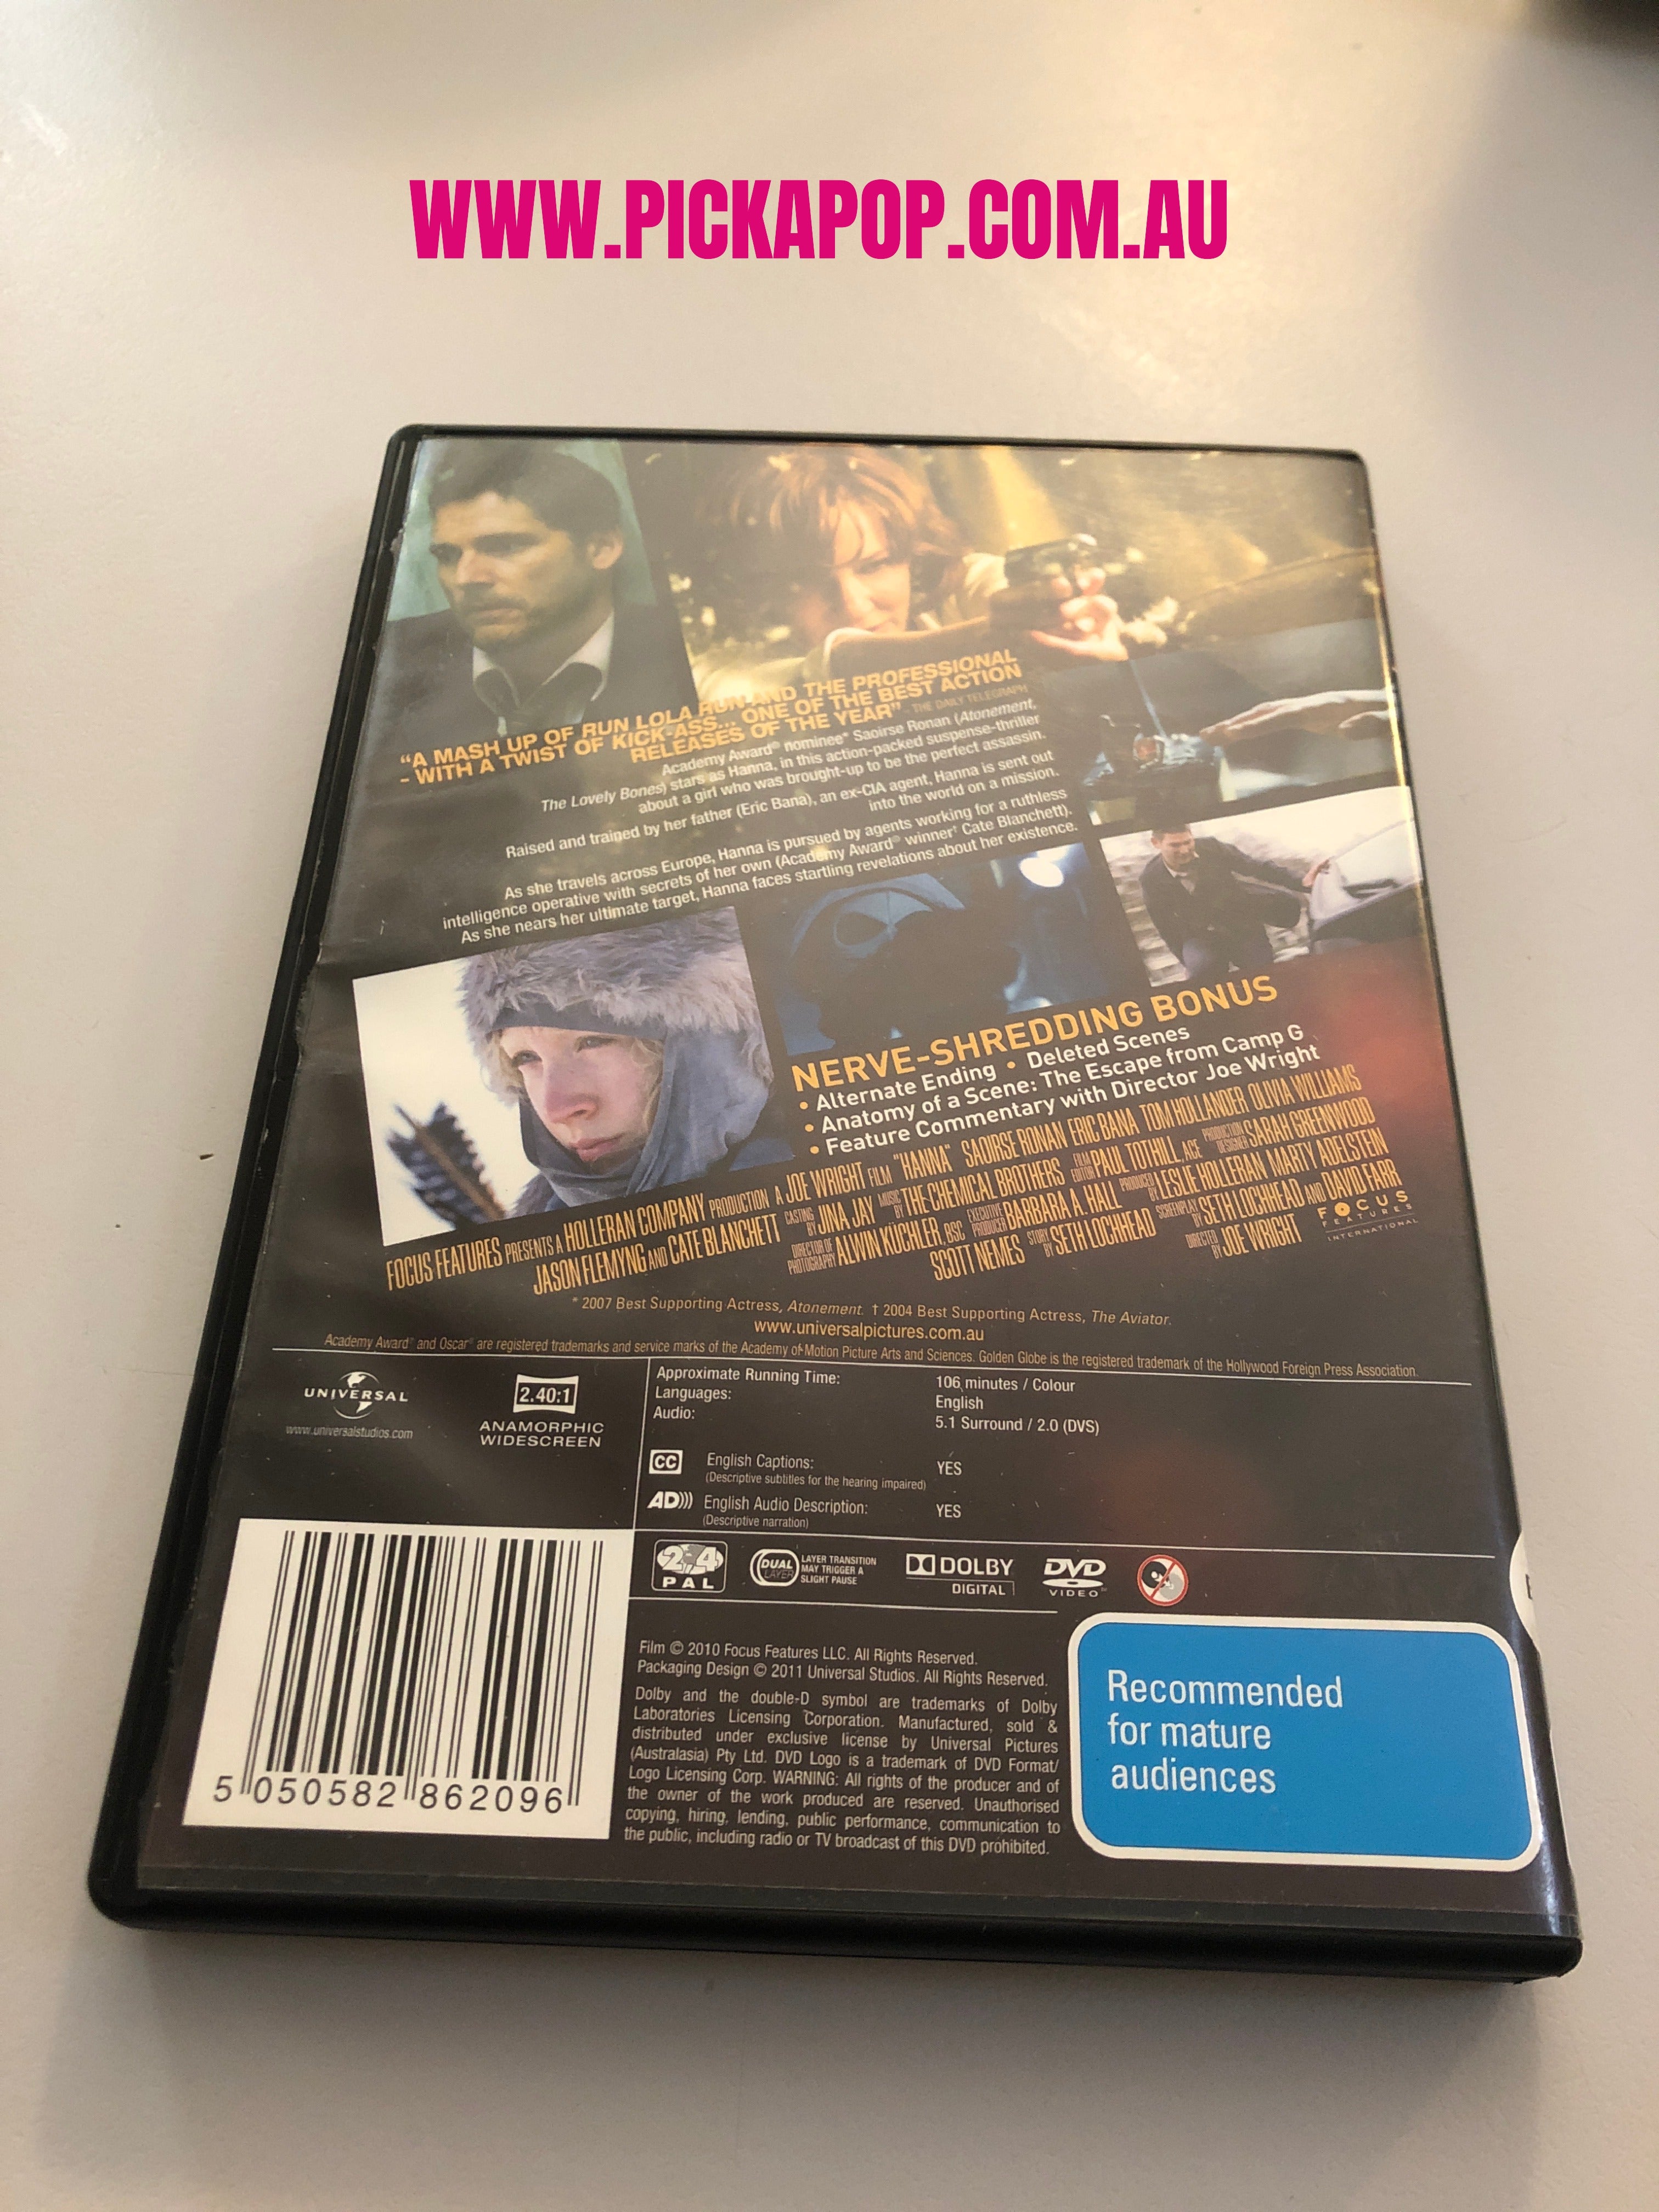 WWW.PICKAPOP.COM.AU
“A MASH UP OF RUN LOLA RUN AND THE PROFESSIONAL
- WITH A TWIST OF KICK-ASS... ONE OF THE BEST ACTION
RELEASES OF THE YEAR” - THE DAILY TELEGRAPH
Academy Award® nominee* Saoirse Ronan (Atonement,
The Lovely Bones) stars as Hanna, in this action-packed suspense-thriller
about a girl who was brought-up to be the perfect assassin.
Raised and trained by her father (Eric Bana), an ex-CIA agent, Hanna is sent out
into the world on a mission.
As she travels across Europe, Hanna is pursued by agents working for a ruthless
intelligence operative with secrets of her own (Academy Award® winner† Cate Blanchett).
As she nears her ultimate target, Hanna faces startling revelations about her existence.
NERVE-SHREDDING BONUS
• Alternate Ending • Deleted Scenes
• Anatomy of a Scene: The Escape from Camp G
• Feature Commentary with Director Joe Wright
FOCUS FEATURES PRESENTS A HOLLERAN COMPANY PRODUCTION A JOE WRIGHT FILM "HANNA" SAOIRSE RONAN ERIC BANA TOM HOLLANDER OLIVIA WILLIAMS
JASON FLEMYNG AND CATE BLANCHETT CASTING BY JINA JAY MUSIC BY THE CHEMICAL BROTHERS FILM EDITOR PAUL TOTHILL, ACE PRODUCTION DESIGNER SARAH GREENWOOD
DIRECTOR OF PHOTOGRAPHY ALWIN KÜCHLER, BSC EXECUTIVE PRODUCER BARBARA A. HALL PRODUCED BY LESLIE HOLLERAN MARTY ADELSTEIN
SCOTT NEMES STORY BY SETH LOCHHEAD SCREENPLAY BY SETH LOCHHEAD AND DAVID FARR
DIRECTED BY JOE WRIGHT
FOCUS
FEATURES
INTERNATIONAL
* 2007 Best Supporting Actress, Atonement. † 2004 Best Supporting Actress, The Aviator.
www.universalpictures.com.au
Academy Award® and Oscar® are registered trademarks and service marks of the Academy of Motion Picture Arts and Sciences. Golden Globe is the registered trademark of the Hollywood Foreign Press Association.
UNIVERSAL
www.universalstudios.com
2.40:1
ANAMORPHIC
WIDESCREEN
Approximate Running Time: 106 minutes / Colour
Languages: English
Audio: 5.1 Surround / 2.0 (DVS)
CC English Captions: YES
(Descriptive subtitles for the hearing impaired)
AD))) English Audio Description: YES
(Descriptive narration)
2 4
PAL
DUAL
LAYER
LAYER TRANSITION
MAY TRIGGER A
SLIGHT PAUSE
DOLBY
DIGITAL
DVD
VIDEO
5 050582 862096
Film © 2010 Focus Features LLC. All Rights Reserved.
Packaging Design © 2011 Universal Studios. All Rights Reserved.
Dolby and the double-D symbol are trademarks of Dolby
Laboratories Licensing Corporation. Manufactured, sold &
distributed under exclusive license by Universal Pictures
(Australasia) Pty Ltd. DVD Logo is a trademark of DVD Format/
Logo Licensing Corp. WARNING: All rights of the producer and of
the owner of the work produced are reserved. Unauthorised
copying, hiring, lending, public performance, communication to
the public, including radio or TV broadcast of this DVD prohibited.
Recommended
for mature
audiences